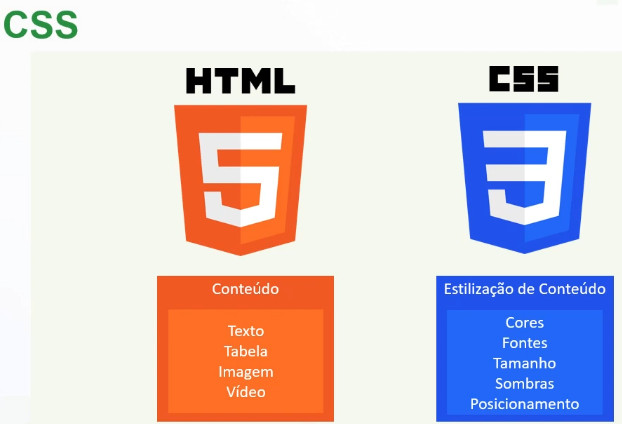 CSS
HTML
5
Conteúdo
Texto
Tabela
Imagem
Vídeo
CSS
3
Estilização de Conteúdo
Cores
Fontes
Tamanho
Sombras
Posicionamento